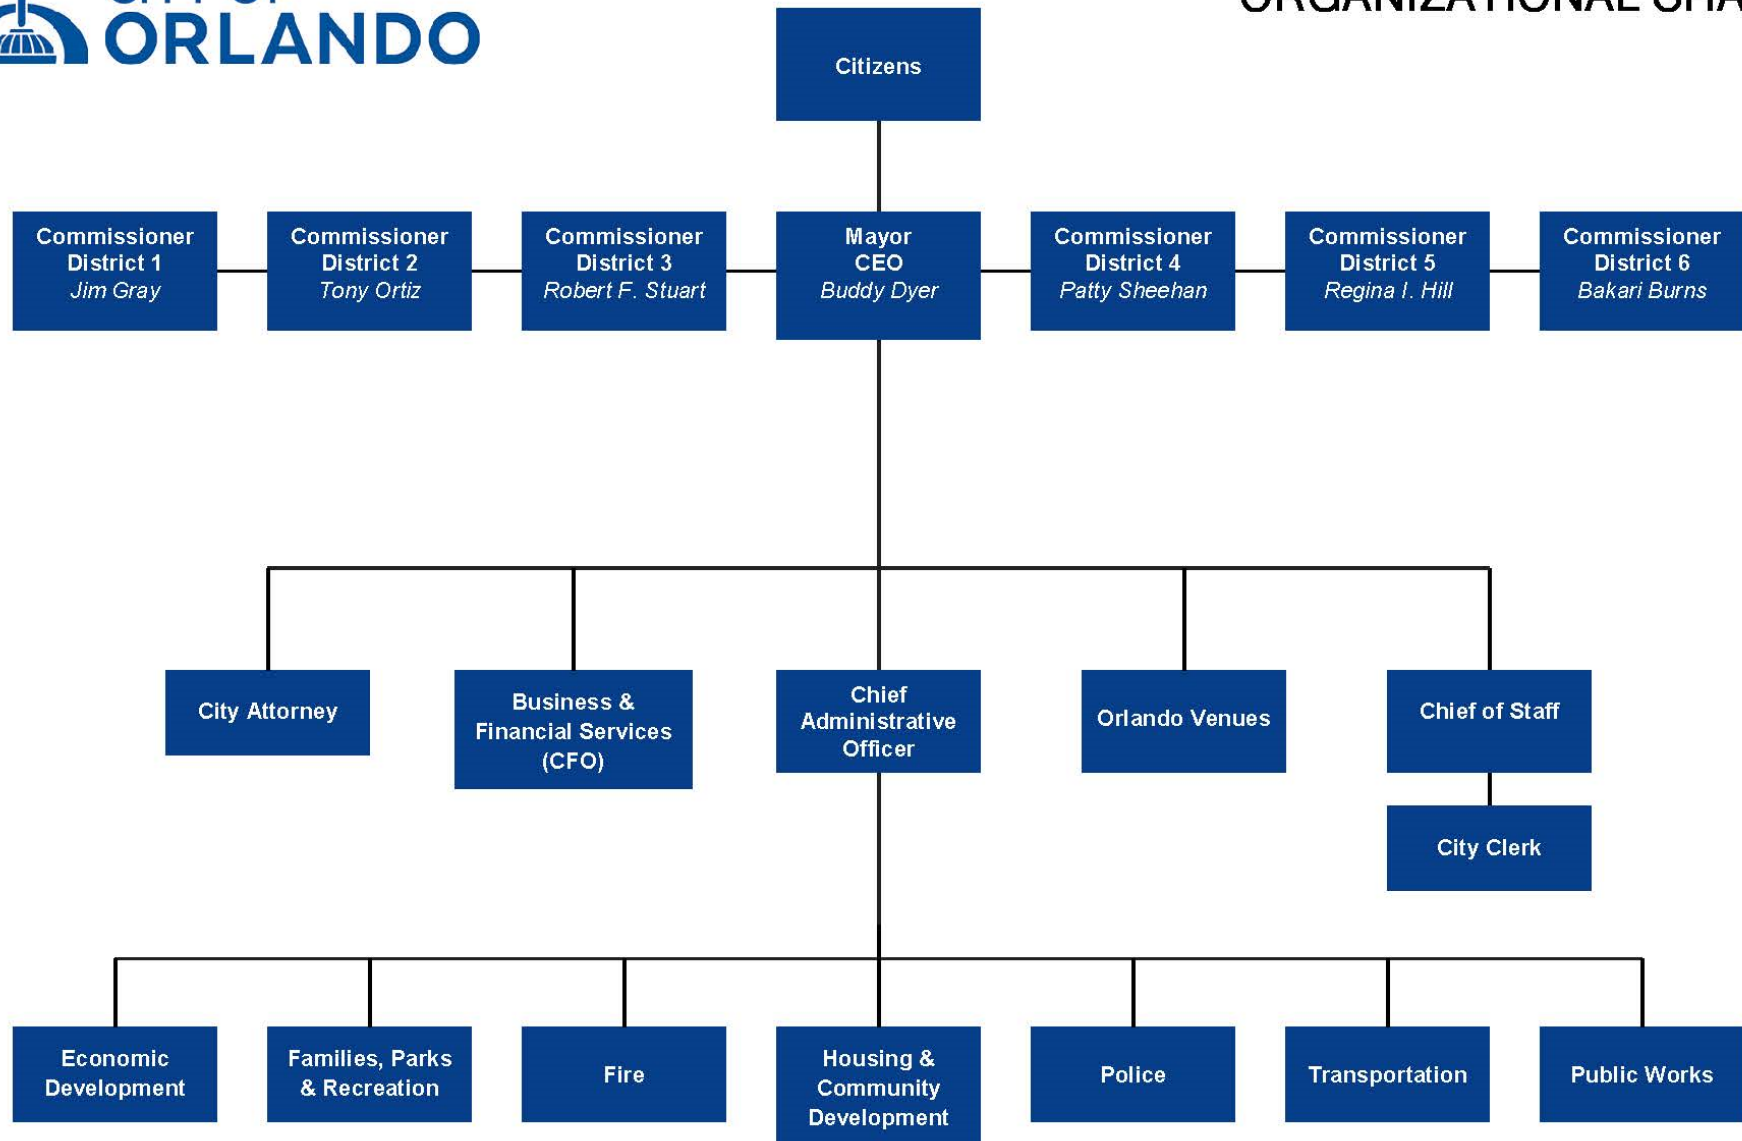 CITY OF
ORLANDO
ORGANIZATIONAL
Citizens
Commissioner
District 1
Jim Gray
Commissioner
District 2
Tony Ortiz
Commissioner
District 3
Robert F. Stuart
Mayor
CEO
Buddy Dyer
Commissioner
District 4
Patty Sheehan
Commissioner
District 5
Regina I. Hill
Commissioner
District 6
Bakari Burns
City Attorney
Business &
Financial Services
(CFO)
Chief
Administrative
Officer
Orlando Venues
Chief of Staff
City Clerk
Economic
Development
Families, Parks
& Recreation
Fire
Housing &
Community
Development
Police
Transportation
Public Works